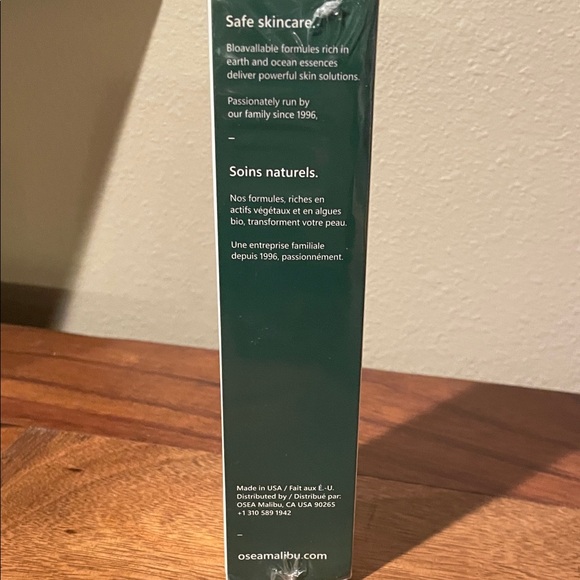 Safe skincare.
Bioavailable formules rich in
earth and ocean essences
deliver powerful skin solutions.
Passionately run by
our family since 1996.
–
Soins naturels.
Nos formules, riches en
actifs végétaux et en algues
bio, transforment votre peau.
Une entreprise familiale
depuis 1996, passionnément.
Made in USA / Fait aux É.-U.
Distributed by / Distribué par:
OSEA Malibu, CA USA 90265
+1 310 589 1942
–
oseamalibu.com